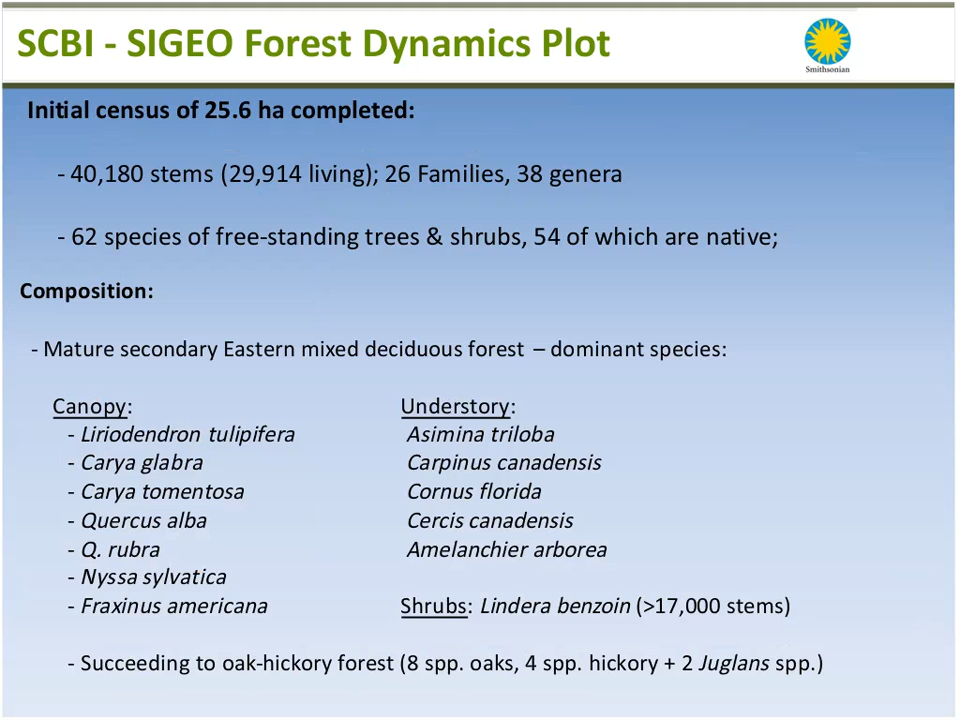 SCBI - SIGEO Forest Dynamics Plot
Smithsonian
Initial census of 25.6 ha completed:
- 40,180 stems (29,914 living); 26 Families, 38 genera
- 62 species of free-standing trees & shrubs, 54 of which are native;
Composition:
- Mature secondary Eastern mixed deciduous forest – dominant species:
Canopy:
- Liriodendron tulipifera
- Carya glabra
- Carya tomentosa
- Quercus alba
- Q. rubra
- Nyssa sylvatica
- Fraxinus americana
Understory:
Asimina triloba
Carpinus canadensis
Cornus florida
Cercis canadensis
Amelanchier arborea
Shrubs: Lindera benzoin (>17,000 stems)
- Succeeding to oak-hickory forest (8 spp. oaks, 4 spp. hickory + 2 Juglans spp.)